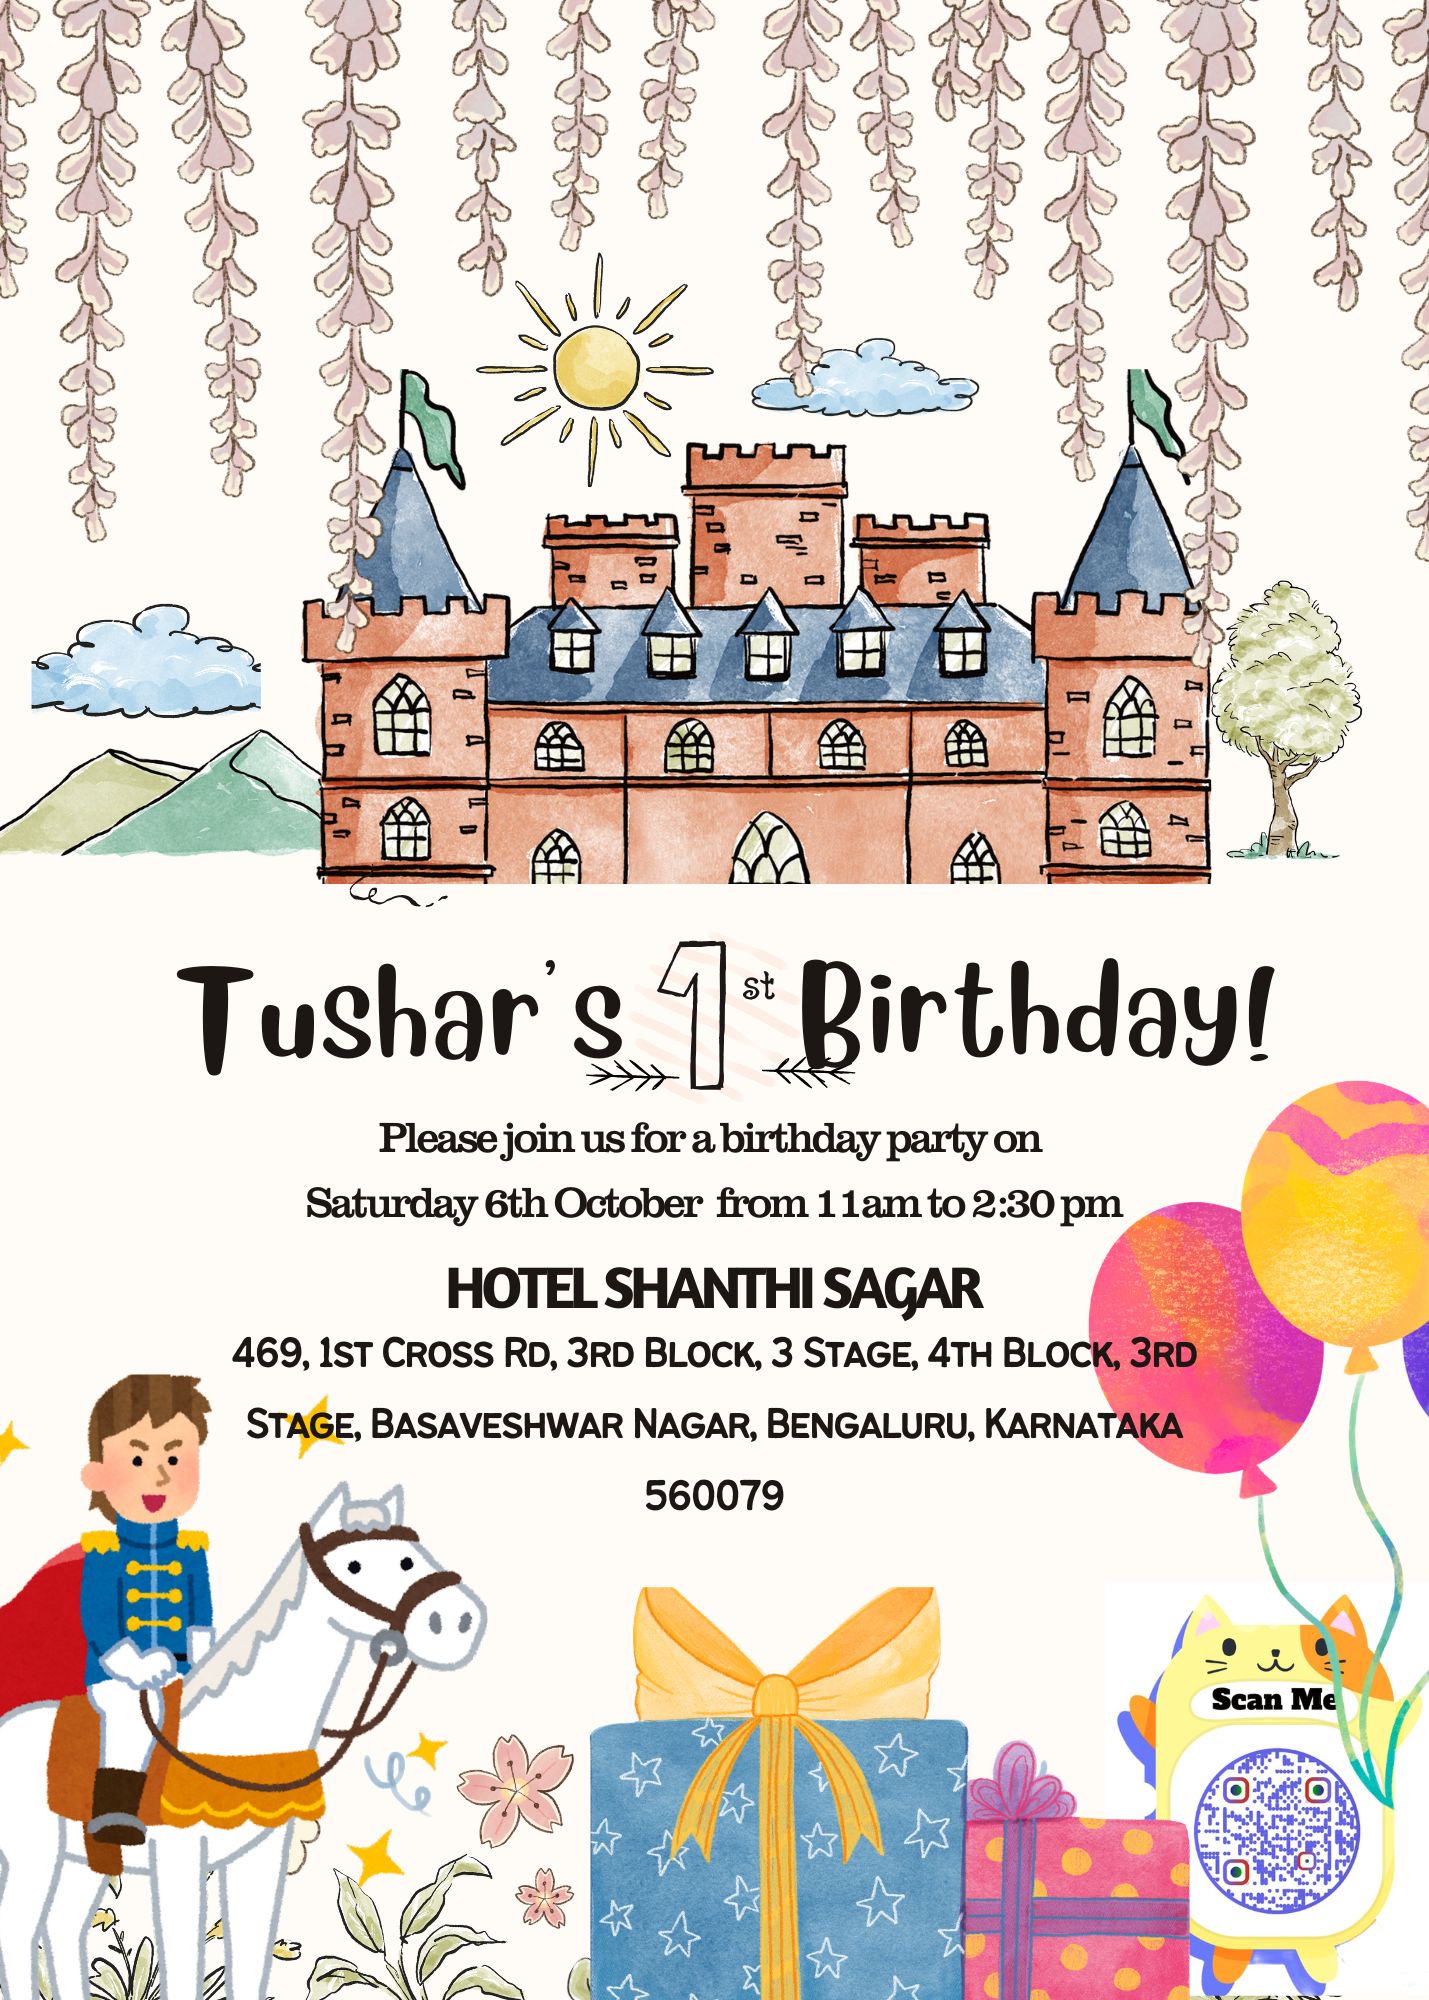 Tushar's 1st Birthday!
Please join us for a birthday party on
Saturday 6th October from 11am to 2:30 pm
HOTEL SHANTHI SAGAR
469, 1st Cross Rd, 3rd Block, 3 Stage, 4th Block, 3rd
Stage, Basaveshwar Nagar, Bengaluru, Karnataka
560079
Scan Me